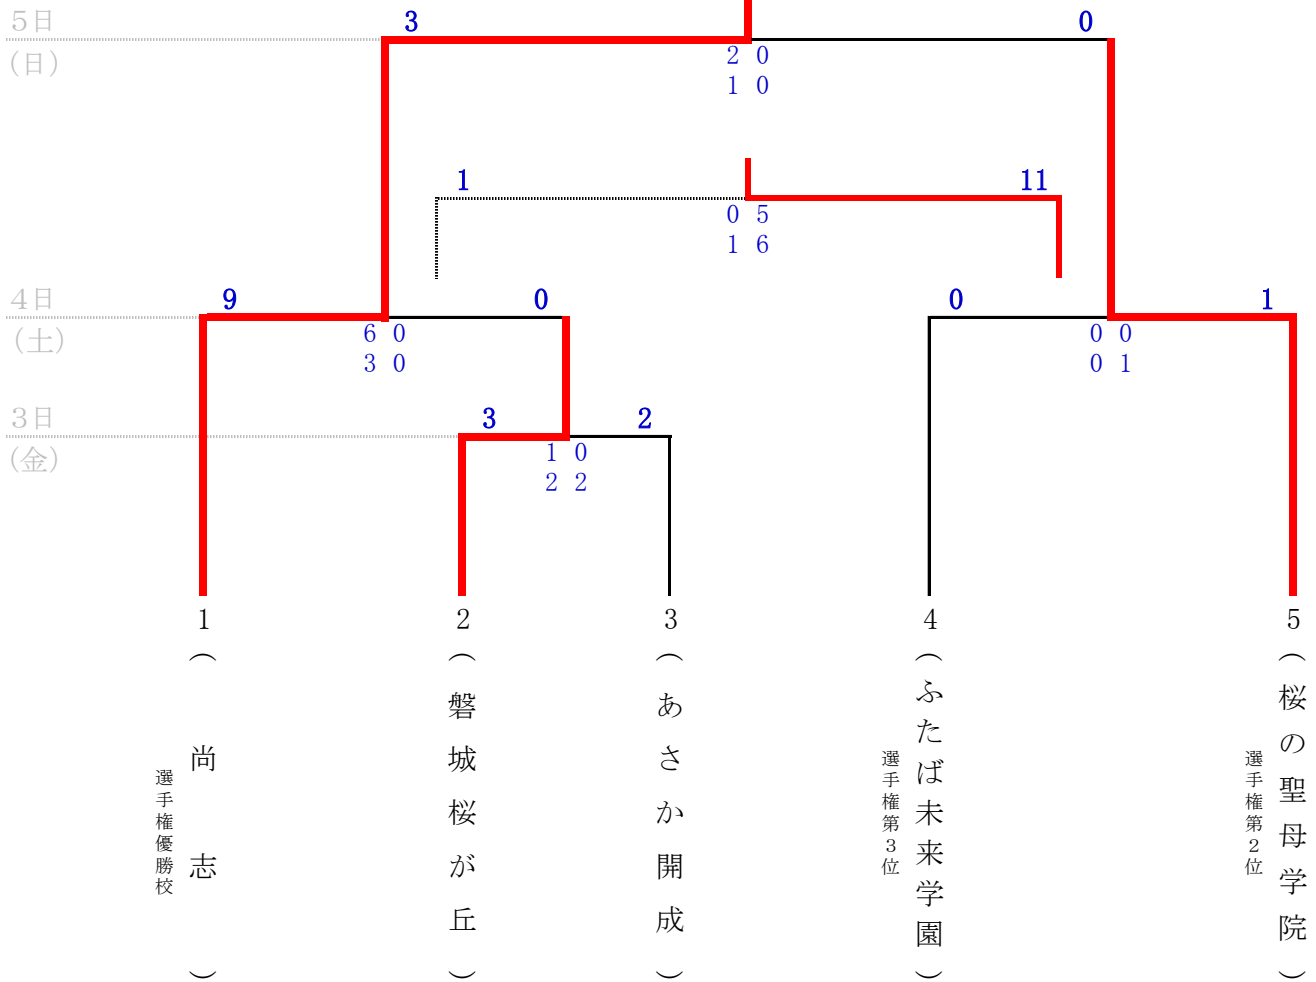 5日
(日)
3
0
2 0
1 0
1
11
0 5
1 6
4日
(土)
9
0
0
1
6 0
3 0
0 0
0 1
3日
(金)
3
2
1 0
2 2
1
2
3
4
5
(尚志)
選手権優勝校
(磐城桜が丘)
(あさか開成)
(ふたば未来学園)
選手権第3位
(桜の聖母学院)
選手権第2位